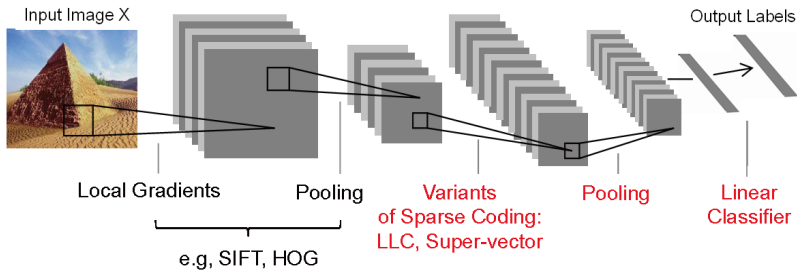 Input Image X
Output Labels
Local Gradients
Pooling
Variants
of Sparse Coding:
LLC, Super-vector
Pooling
Linear
Classifier
e.g, SIFT, HOG